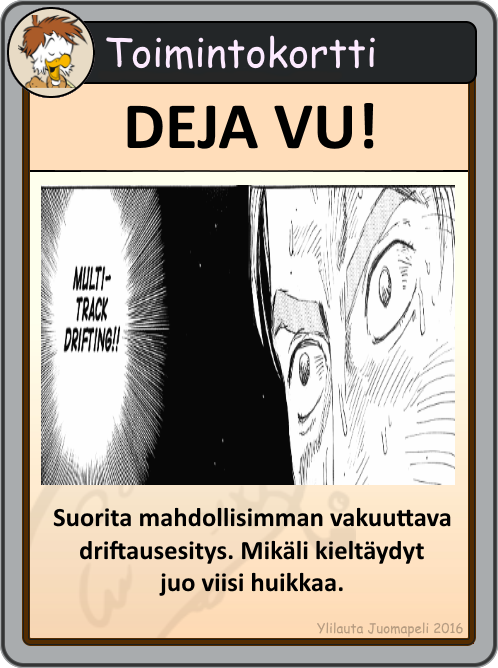 Toimintokortti
DEJA VU!
MULTI-
TRACK
DRIFTING!!
Suorita mahdollisimman vakuuttava
driftausesitys. Mikäli kieltäydyt
juo viisi huikkaa.
Ylilauta Juomapeli 2016